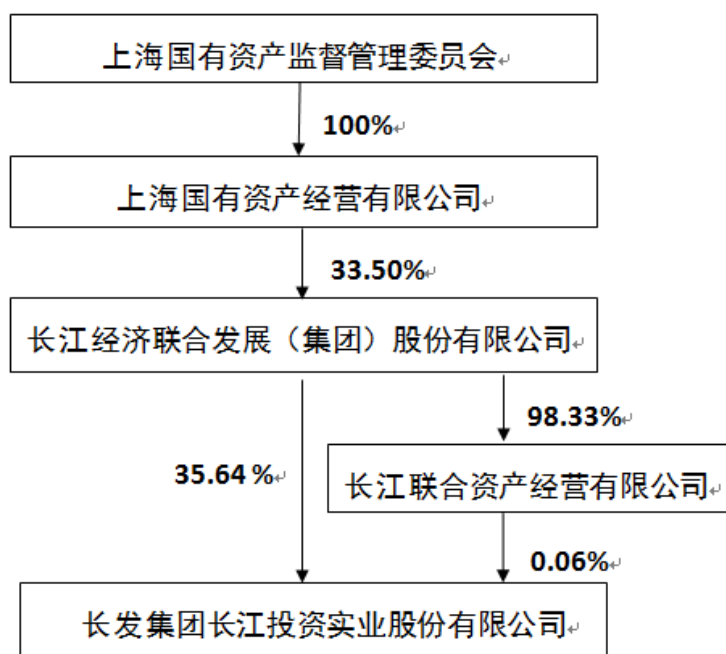 上海国有资产监督管理委员会
100%
上海国有资产经营有限公司
33.50%
长江经济联合发展（集团）股份有限公司
98.33%
35.64 %
长江联合资产经营有限公司
0.06%
长发集团长江投资实业股份有限公司